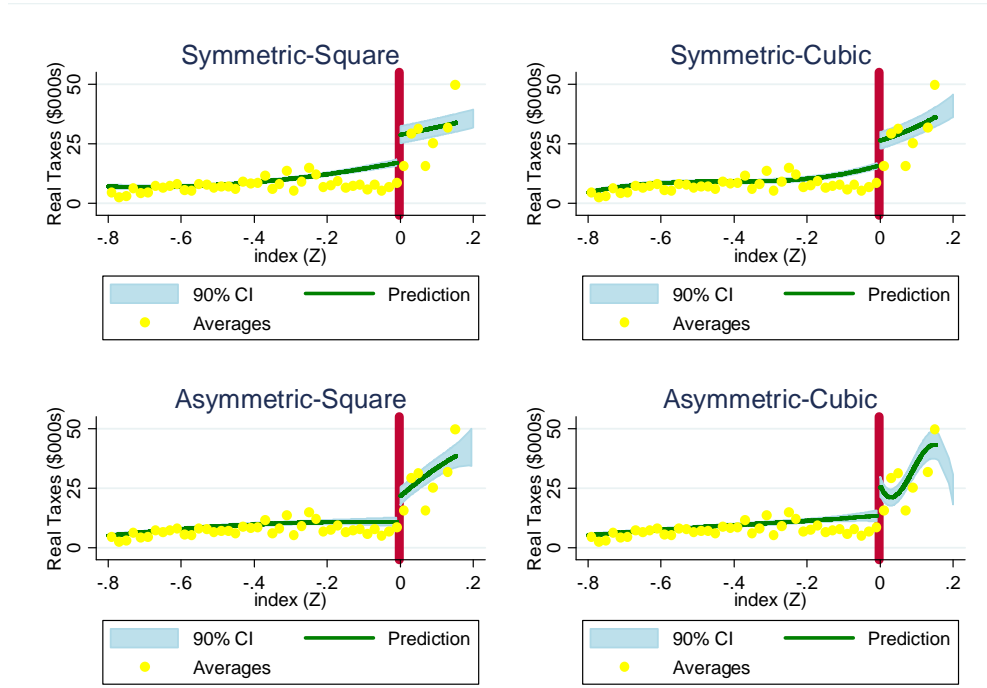 Symmetric-Square
Real Taxes ($000s)
50
25
0
-.8 -.6 -.4 -.2 0 .2
index (Z)
90% CI Prediction
Averages
Symmetric-Cubic
Real Taxes ($000s)
50
25
0
-.8 -.6 -.4 -.2 0 .2
index (Z)
90% CI Prediction
Averages
Asymmetric-Square
Real Taxes ($000s)
50
25
0
-.8 -.6 -.4 -.2 0 .2
index (Z)
90% CI Prediction
Averages
Asymmetric-Cubic
Real Taxes ($000s)
50
25
0
-.8 -.6 -.4 -.2 0 .2
index (Z)
90% CI Prediction
Averages